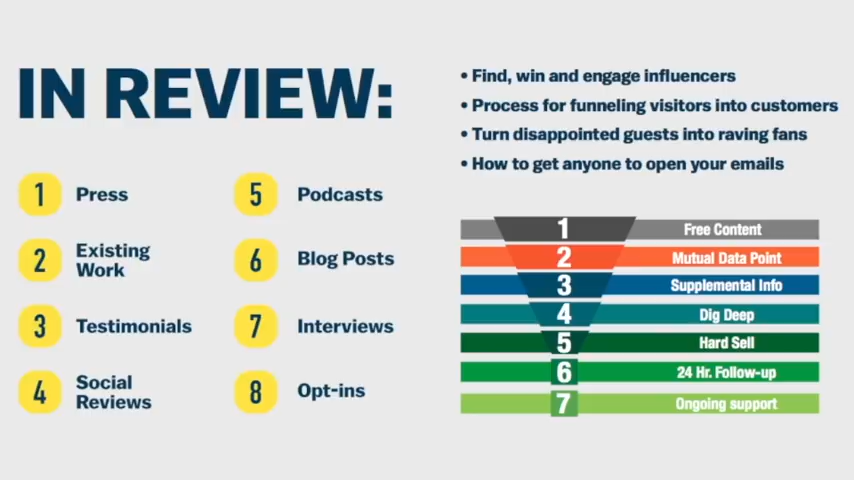 IN REVIEW:
1 Press
2 Existing
Work
3 Testimonials
4 Social
Reviews
5 Podcasts
6 Blog Posts
7 Interviews
8 Opt-ins
• Find, win and engage influencers
• Process for funneling visitors into customers
• Turn disappointed guests into raving fans
• How to get anyone to open your emails
1 Free Content
2 Mutual Data Point
3 Supplemental Info
4 Dig Deep
5 Hard Sell
6 24 Hr. Follow-up
7 Ongoing support